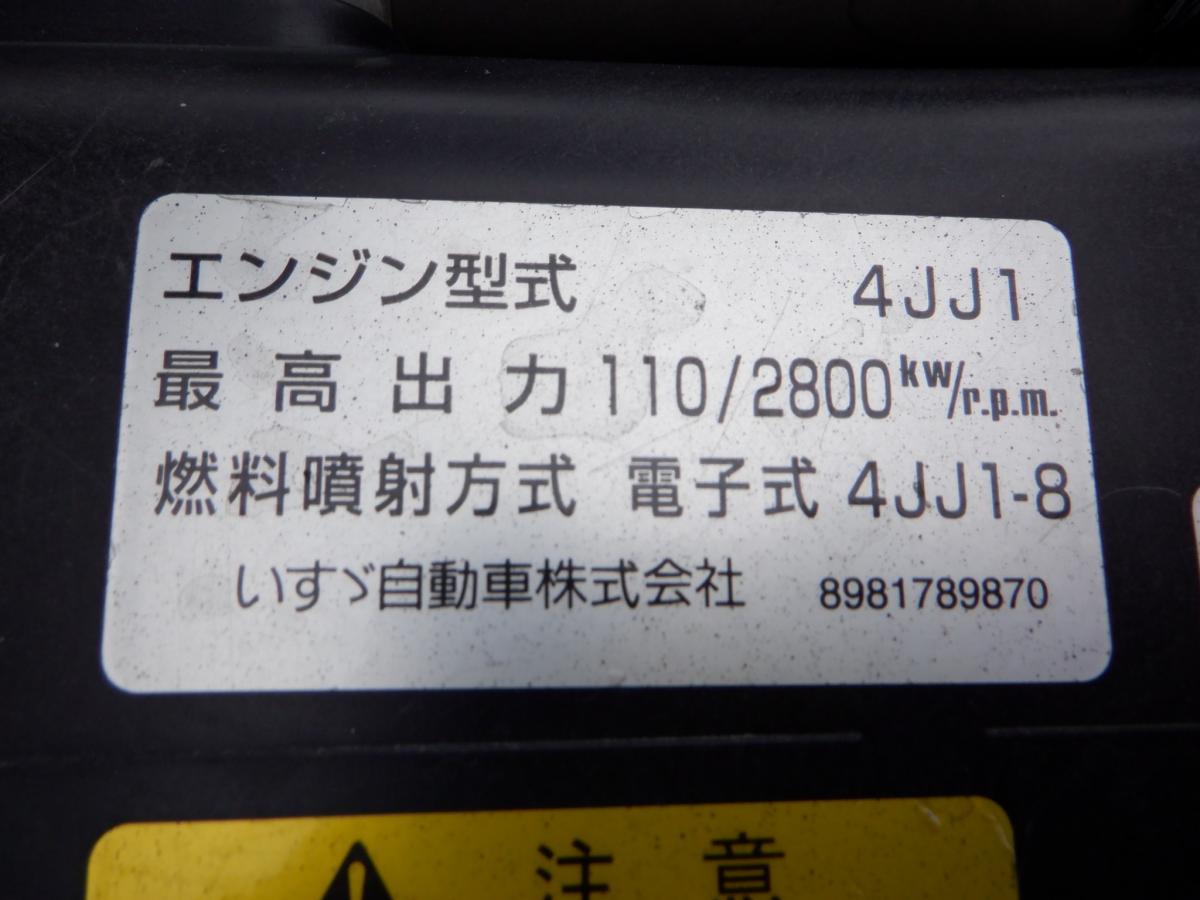 エンジン型式 4JJ1
最高出力 110/2800kw/r.p.m.
燃料噴射方式 電子式 4JJ1-8
いすゞ自動車株式会社 8981789870
注意